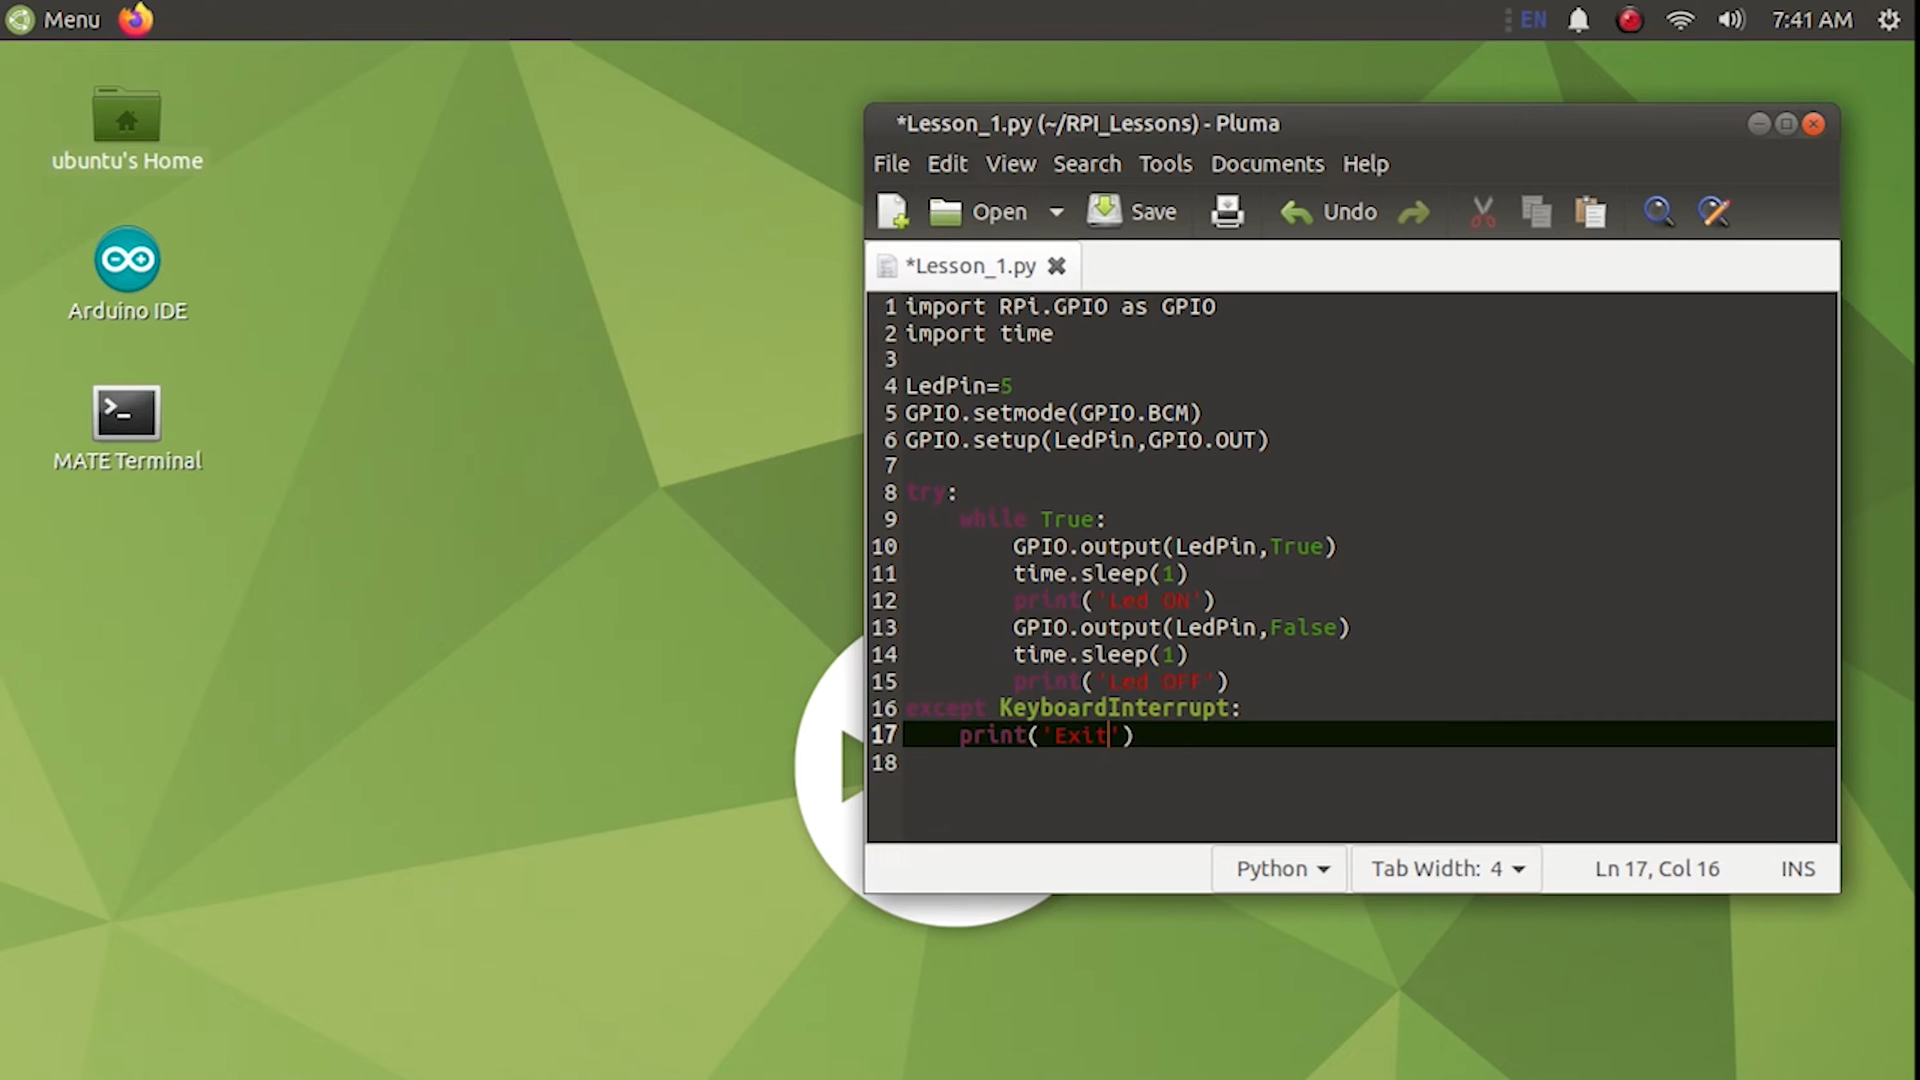 Menu
EN
7:41 AM
ubuntu's Home
Arduino IDE
MATE Terminal
*Lesson_1.py (~/RPI_Lessons) - Pluma
File Edit View Search Tools Documents Help
Open Save Undo
*Lesson_1.py
1 import RPi.GPIO as GPIO
2 import time
3
4 LedPin=5
5 GPIO.setmode(GPIO.BCM)
6 GPIO.setup(LedPin,GPIO.OUT)
7
8 try:
9     while True:
10         GPIO.output(LedPin,True)
11         time.sleep(1)
12         print('Led ON')
13         GPIO.output(LedPin,False)
14         time.sleep(1)
15         print('Led OFF')
16 except KeyboardInterrupt:
17     print('Exit')
18
Python Tab Width: 4 Ln 17, Col 16 INS